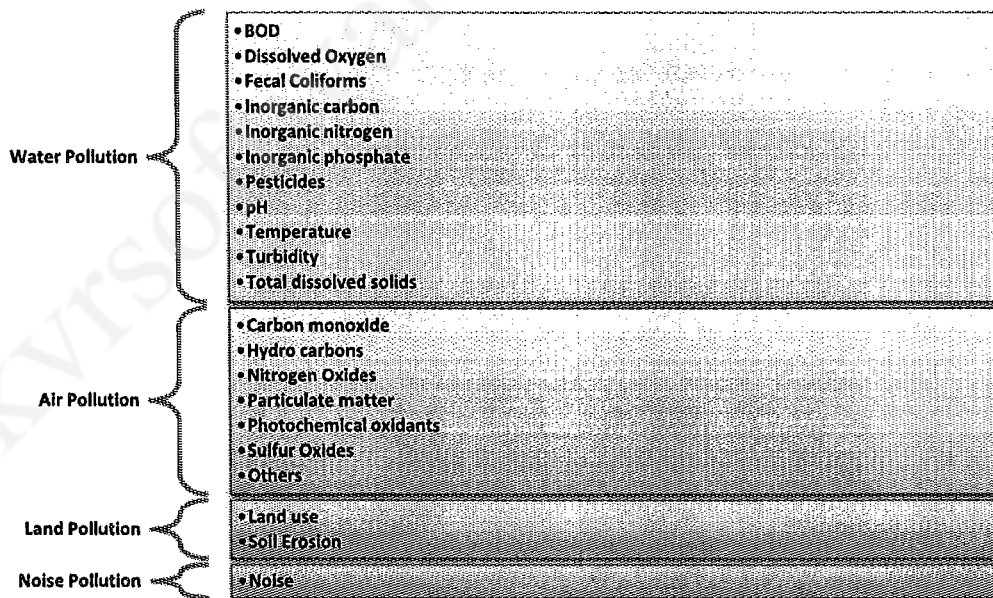 Water Pollution
•BOD
•Dissolved Oxygen
•Fecal Coliforms
•Inorganic carbon
•Inorganic nitrogen
•Inorganic phosphate
•Pesticides
•pH
•Temperature
•Turbidity
•Total dissolved solids
Air Pollution
•Carbon monoxide
•Hydro carbons
•Nitrogen Oxides
•Particulate matter
•Photochemical oxidants
•Sulfur Oxides
•Others
Land Pollution
•Land use
•Soil Erosion
Noise Pollution
•Noise